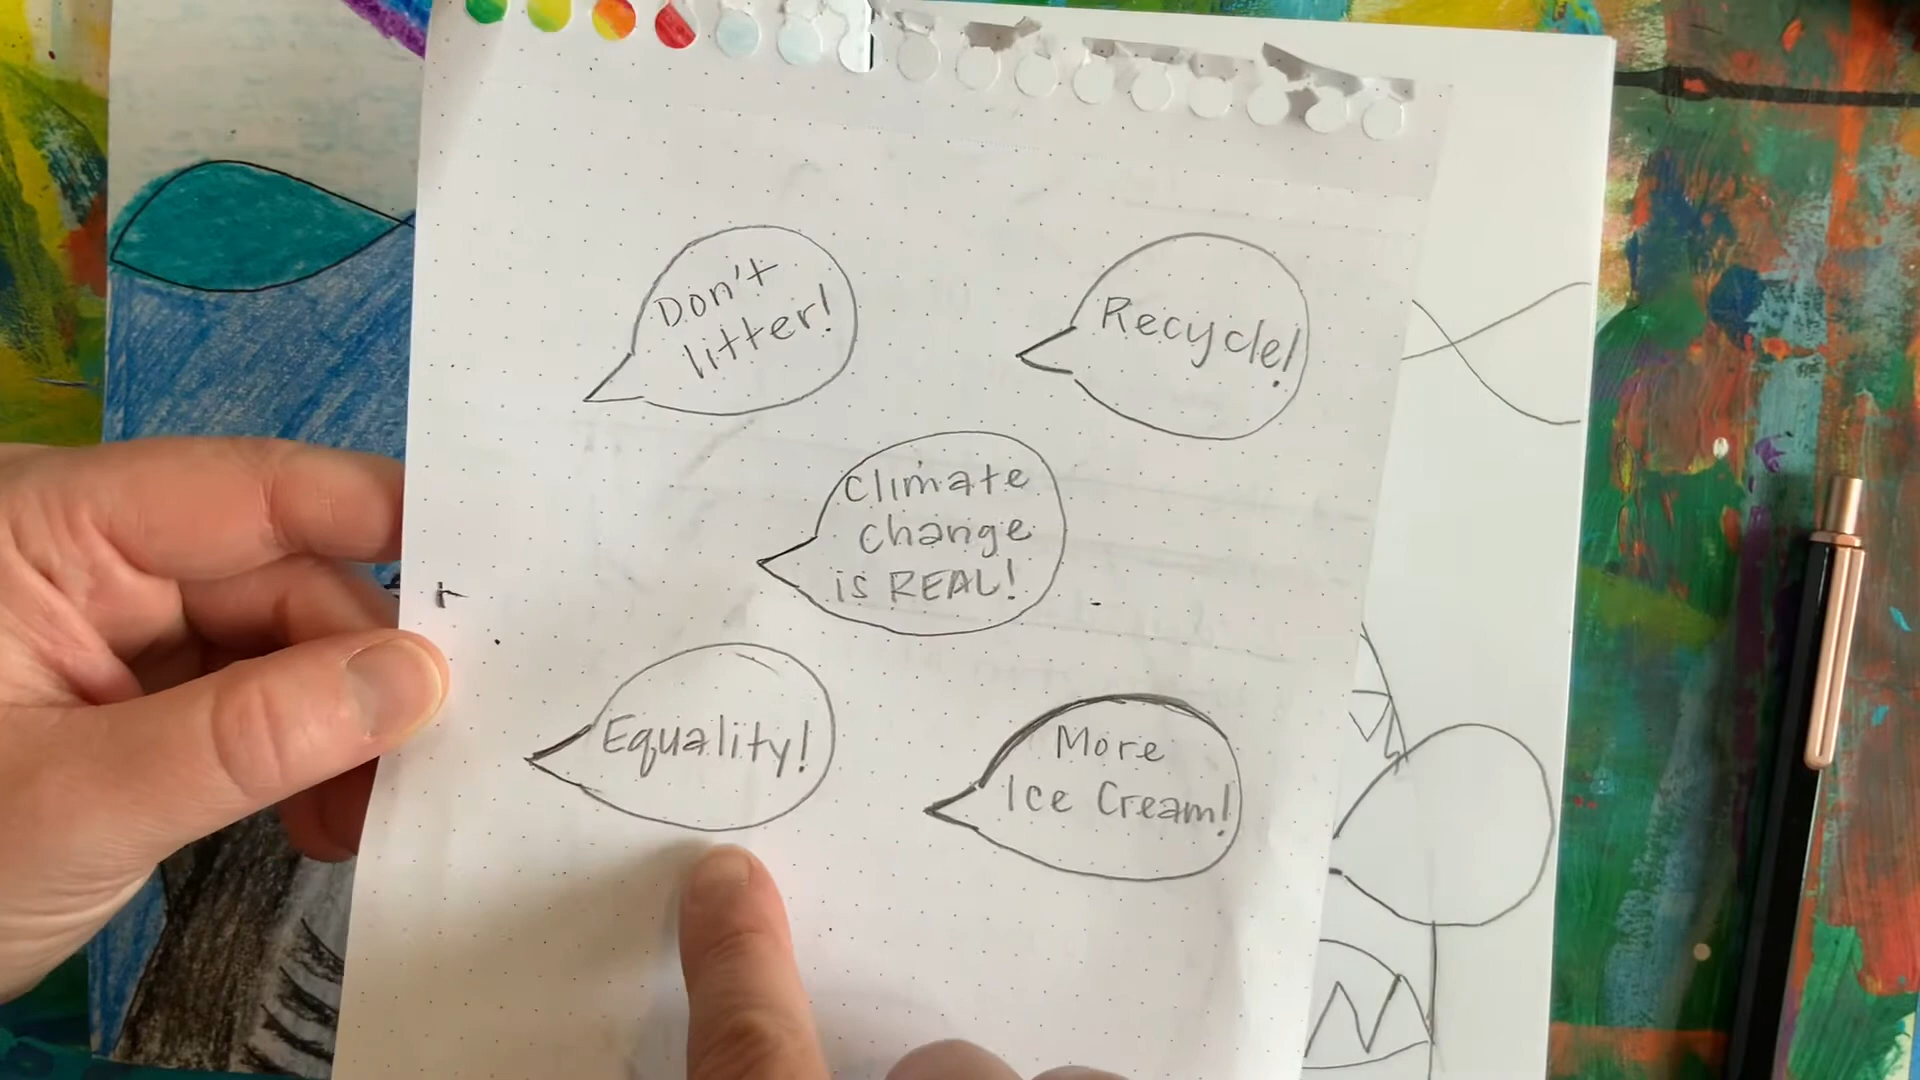 Don't
litter!
Recycle!
Climate
change
is REAL!
Equality!
More
Ice Cream!